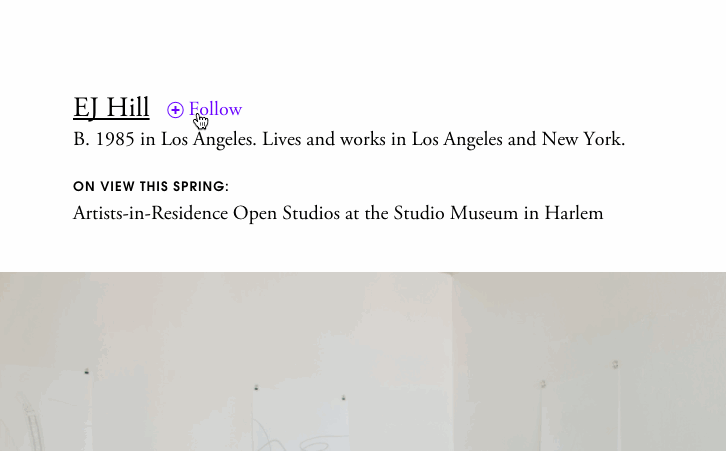 EJ Hill Follow
B. 1985 in Los Angeles. Lives and works in Los Angeles and New York.
ON VIEW THIS SPRING:
Artists-in-Residence Open Studios at the Studio Museum in Harlem